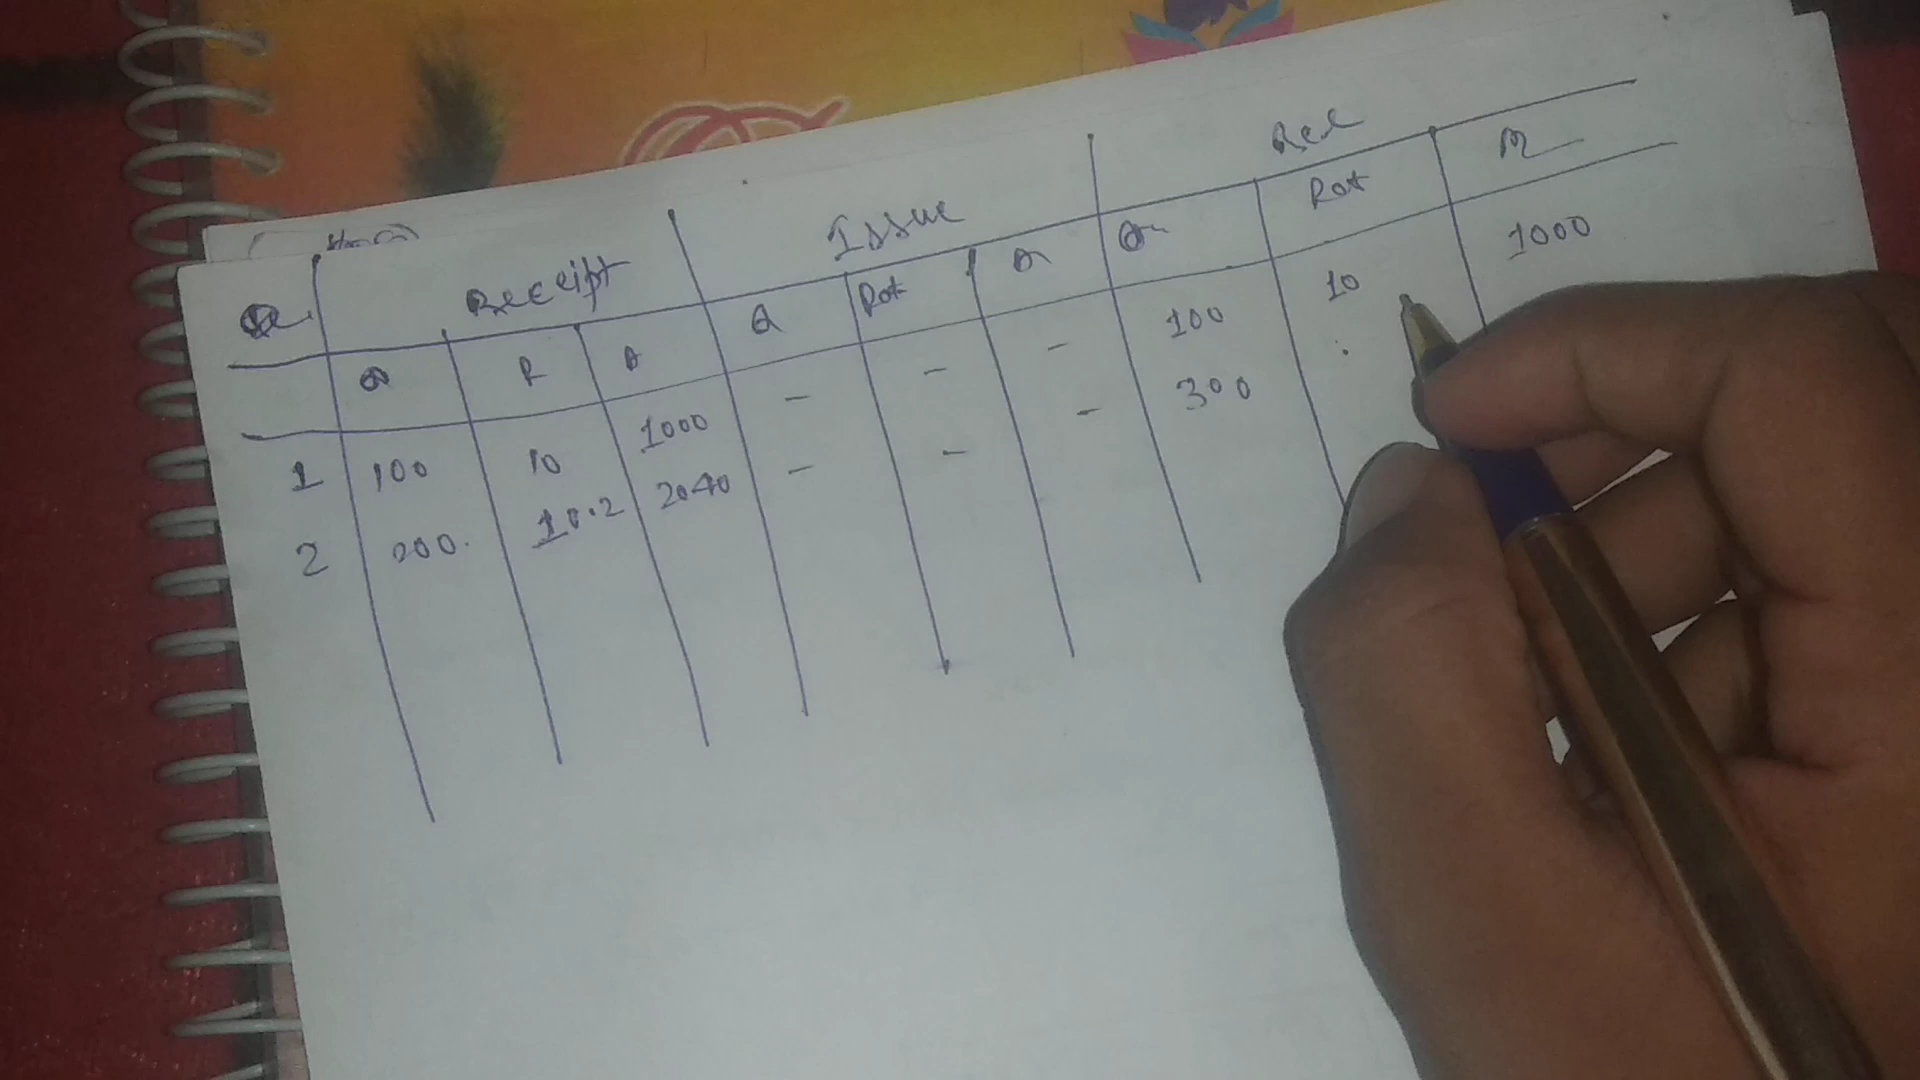 Receipt Issue Bal
Q R A Q Rat A Q Rat
1 100 10 1000 - - - 100 10 1000
2 200 10.2 2040 - - - 300